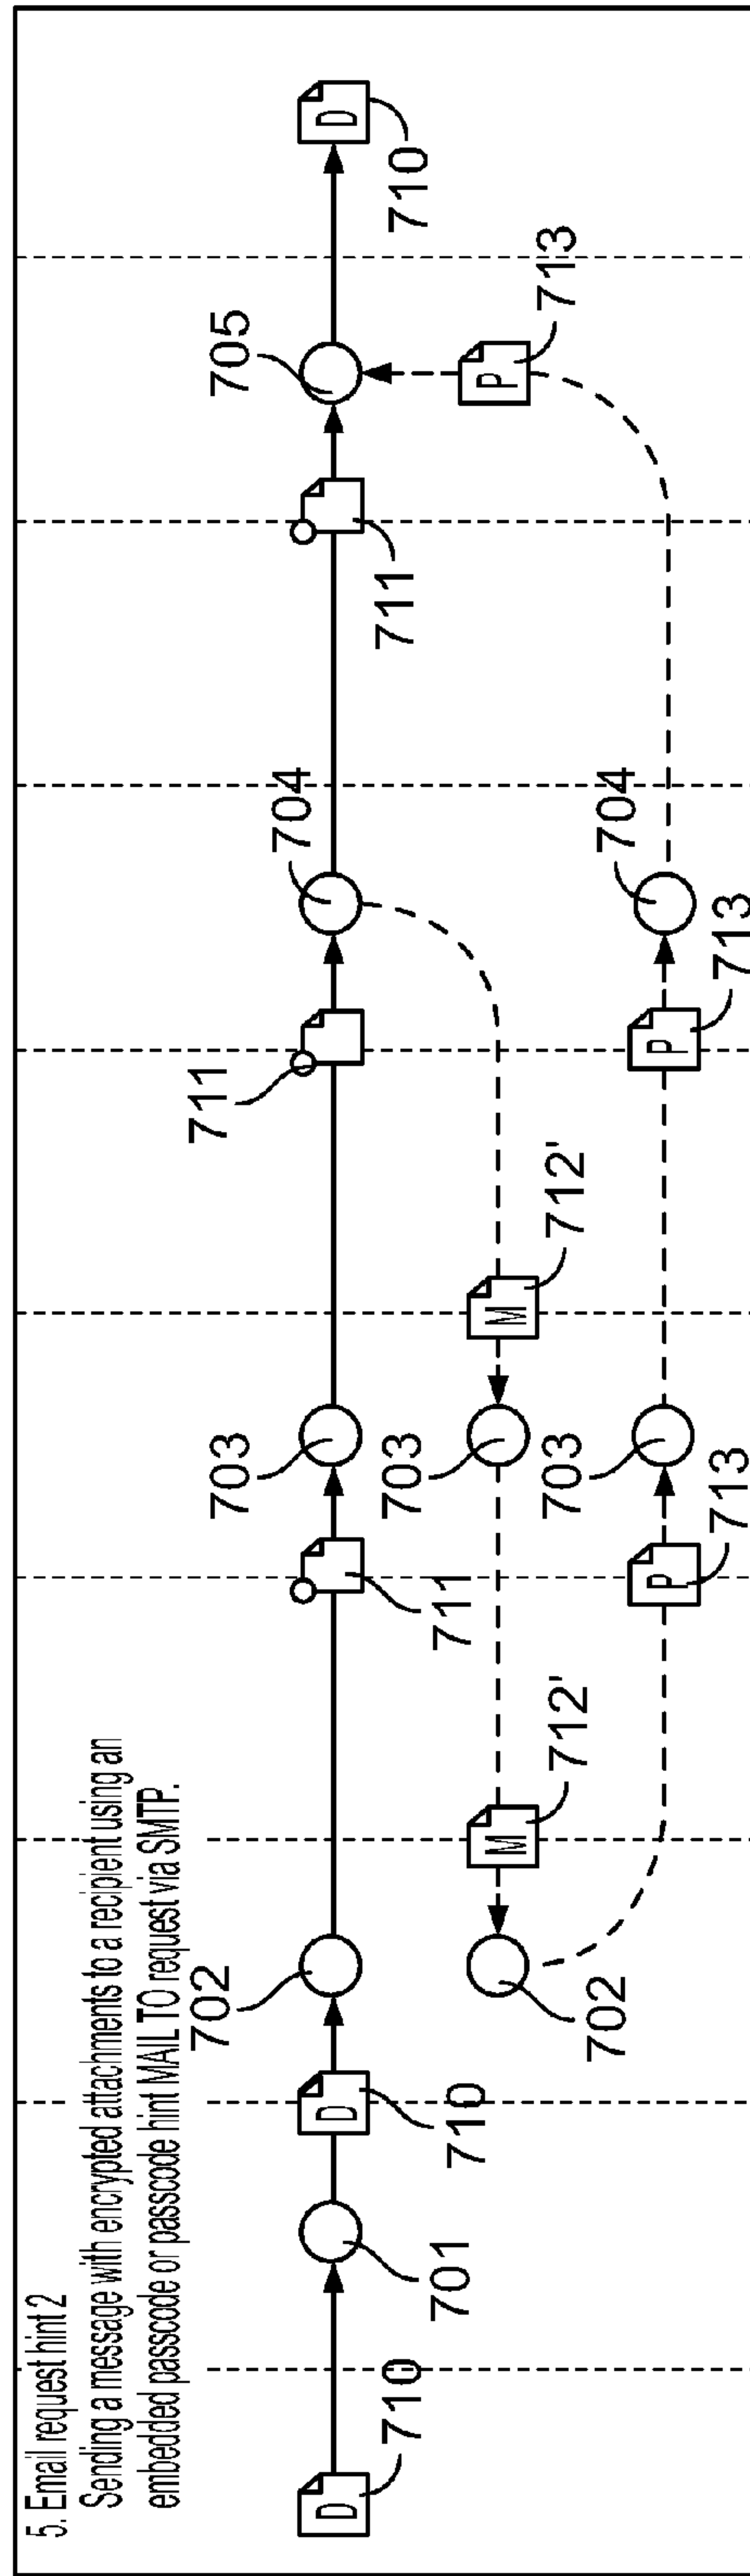 5. Email request hint 2
Sending a message with encrypted attachments to a recipient using an
embedded passcode or passcode hint MAIL TO request via SMTP.
D
710
701
D
710
702
711
703
711
704
711
705
D
710
702
M
712'
703
M
712'
P
713
P
713
703
P
713
704